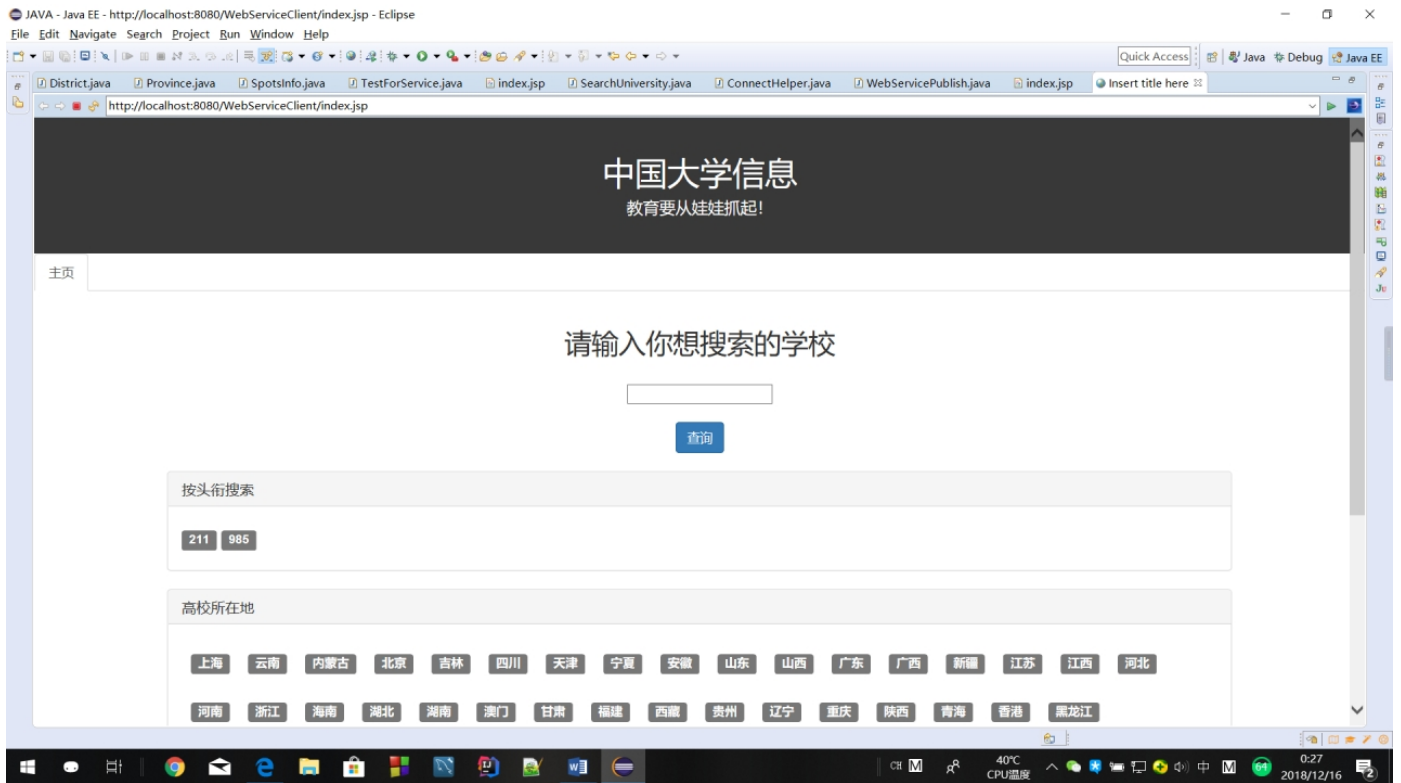 JAVA - Java EE - http://localhost:8080/WebServiceClient/index.jsp - Eclipse
File Edit Navigate Search Project Run Window Help
Quick Access Java Debug Java EE
District.java Province.java SpotsInfo.java TestForService.java index.jsp SearchUniversity.java ConnectHelper.java WebServicePublish.java index.jsp Insert title here
http://localhost:8080/WebServiceClient/index.jsp
中国大学信息
教育要从娃娃抓起!
主页
请输入你想搜索的学校
查询
按头衔搜索
211 985
高校所在地
上海 云南 内蒙古 北京 吉林 四川 天津 宁夏 安徽 山东 山西 广东 广西 新疆 江苏 江西 河北
河南 浙江 海南 湖北 湖南 澳门 甘肃 福建 西藏 贵州 辽宁 重庆 陕西 青海 香港 黑龙江
CH M 40℃ 中 M 64 0:27
CPU温度 2018/12/16 2